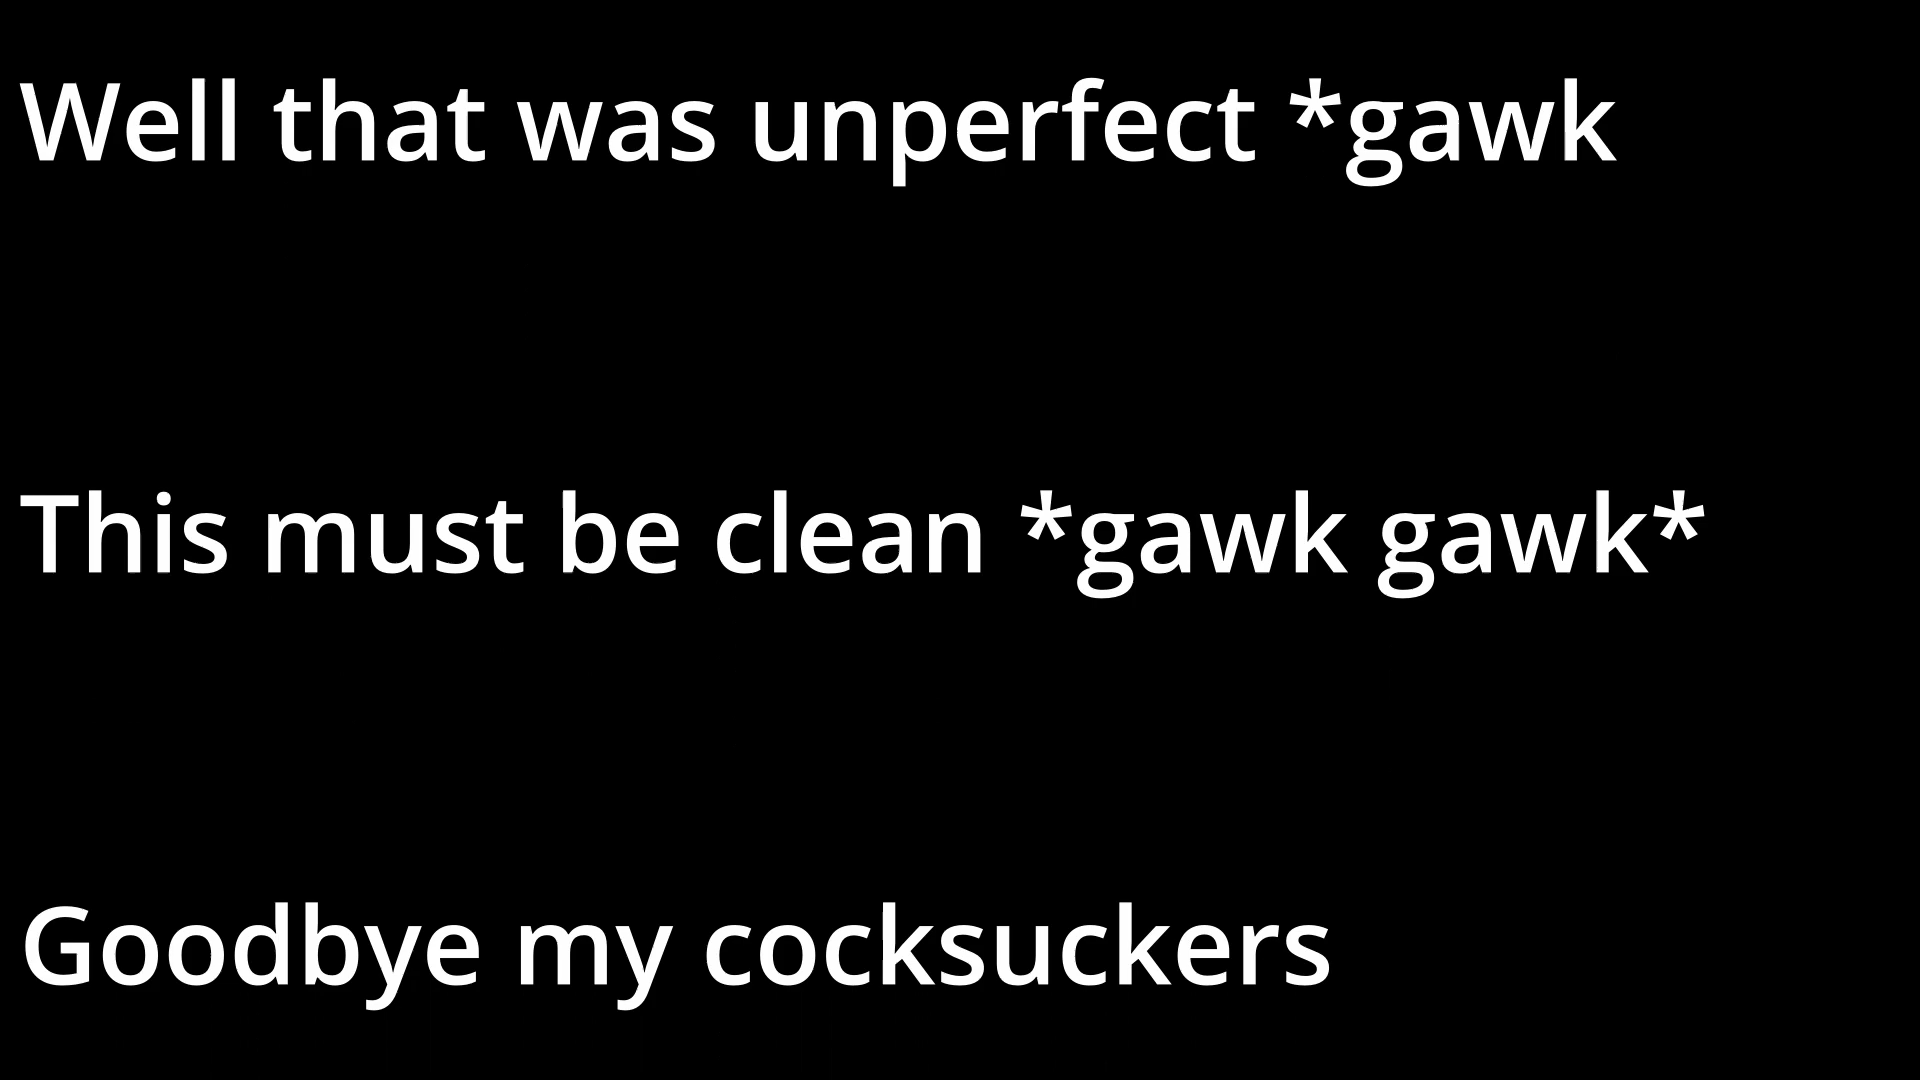 Well that was unperfect *gawk
This must be clean *gawk gawk*
Goodbye my cocksuckers